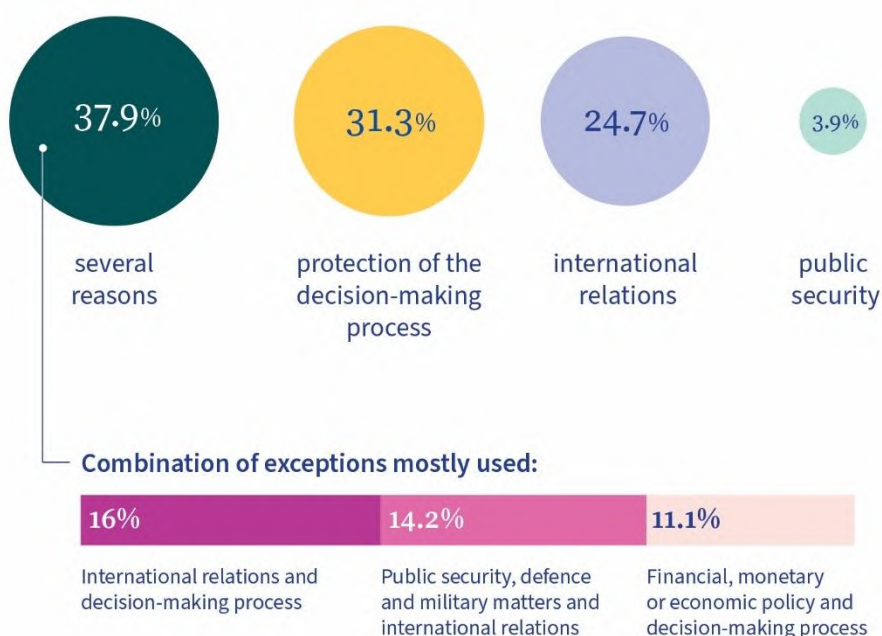 37.9%
31.3%
24.7%
3.9%
several
reasons
protection of the
decision-making
process
international
relations
public
security
Combination of exceptions mostly used:
16%
14.2%
11.1%
International relations and
decision-making process
Public security, defence
and military matters and
international relations
Financial, monetary
or economic policy and
decision-making process